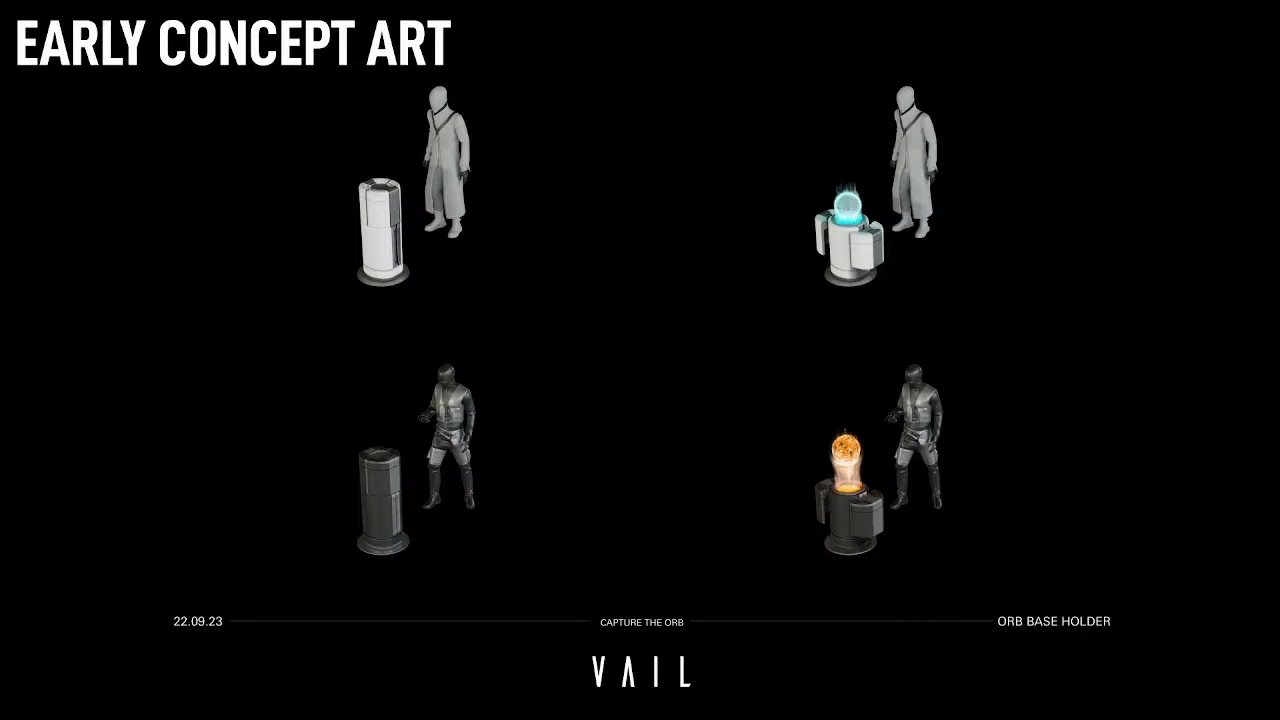 EARLY CONCEPT ART
22.09.23
CAPTURE THE ORB
ORB BASE HOLDER
VAIL